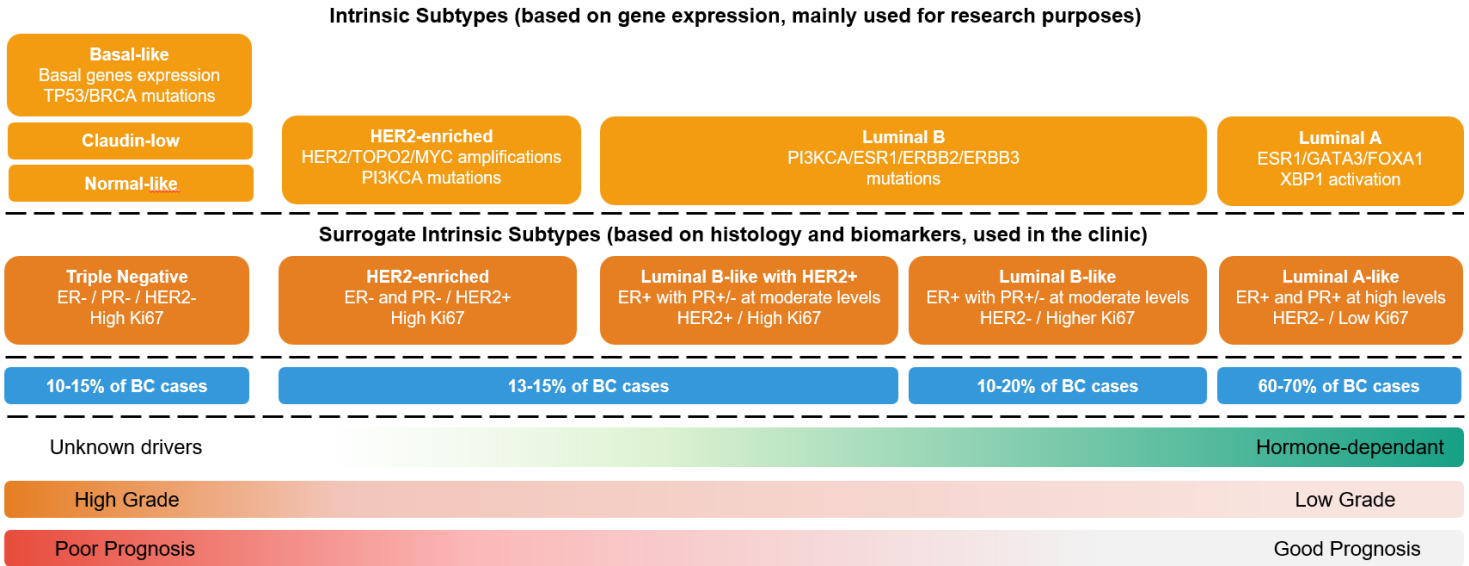 Intrinsic Subtypes (based on gene expression, mainly used for research purposes)
Basal-like
Basal genes expression
TP53/BRCA mutations
Claudin-low
Normal-like
HER2-enriched
HER2/TOPO2/MYC amplifications
PI3KCA mutations
Luminal B
PI3KCA/ESR1/ERBB2/ERBB3
mutations
Luminal A
ESR1/GATA3/FOXA1
XBP1 activation
Surrogate Intrinsic Subtypes (based on histology and biomarkers, used in the clinic)
Triple Negative
ER- / PR- / HER2-
High Ki67
HER2-enriched
ER- and PR- / HER2+
High Ki67
Luminal B-like with HER2+
ER+ with PR+/- at moderate levels
HER2+ / High Ki67
Luminal B-like
ER+ with PR+/- at moderate levels
HER2- / Higher Ki67
Luminal A-like
ER+ and PR+ at high levels
HER2- / Low Ki67
10-15% of BC cases
13-15% of BC cases
10-20% of BC cases
60-70% of BC cases
Unknown drivers
Hormone-dependant
High Grade
Low Grade
Poor Prognosis
Good Prognosis